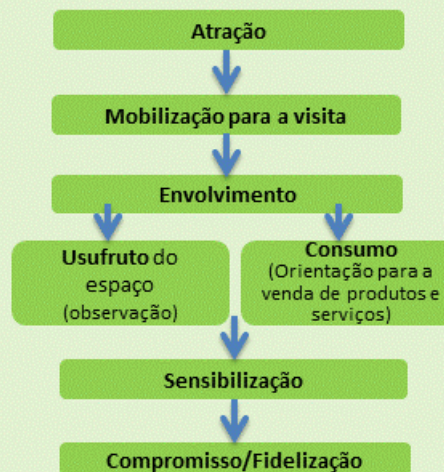 Atração
Mobilização para a visita
Envolvimento
Usufruto do
espaço
(observação)
Consumo
(Orientação para a
venda de produtos e
serviços)
Sensibilização
Compromisso/Fidelização